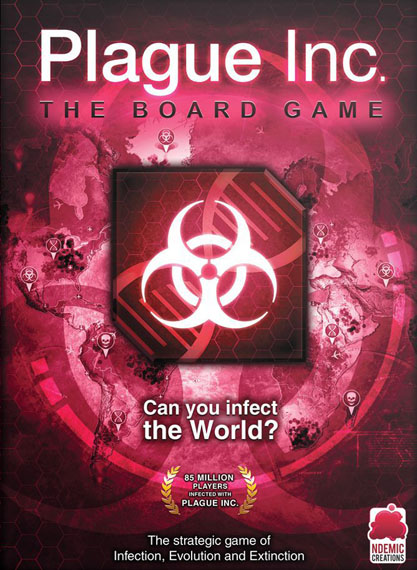 Plague Inc.
THE BOARD GAME
Can you infect
the World?
85 MILLION
PLAYERS
INFECTED WITH
PLAGUE INC.
The strategic game of
Infection, Evolution and Extinction
NDEMIC
CREATIONS